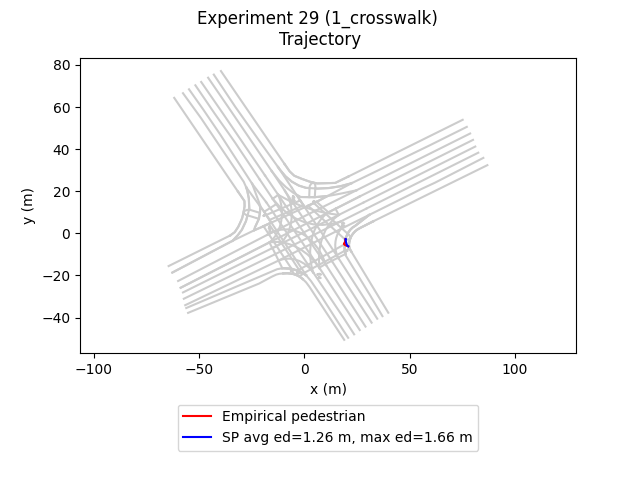 Experiment 29 (1_crosswalk)
Trajectory
80
60
40
20
0
−20
−40
y (m)
−100
−50
0
50
100
x (m)
Empirical pedestrian
SP avg ed=1.26 m, max ed=1.66 m